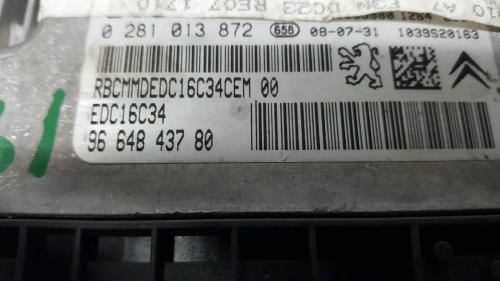 0 281 013 872 658 08-07-31 1039S20163
RBCMMDEDC16C34CEM 00
EDC16C34
96 648 437 80